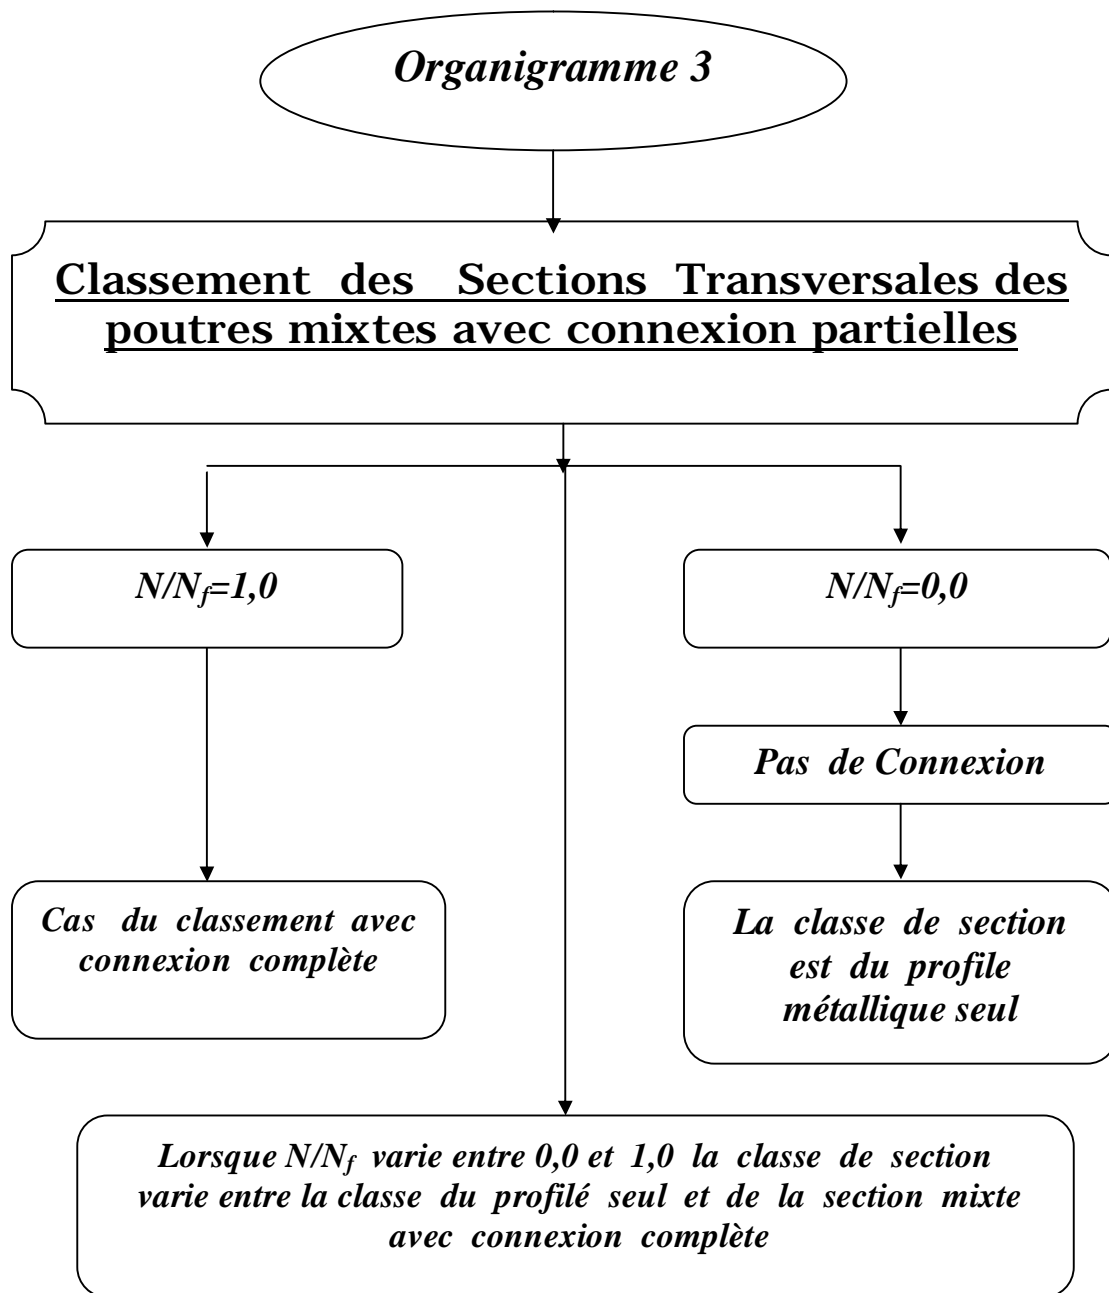 Organigramme 3
Classement des Sections Transversales des
poutres mixtes avec connexion partielles
N/Nf=1,0
N/Nf=0,0
Pas de Connexion
Cas du classement avec
connexion complète
La classe de section
est du profile
métallique seul
Lorsque N/Nf varie entre 0,0 et 1,0 la classe de section
varie entre la classe du profilé seul et de la section mixte
avec connexion complète